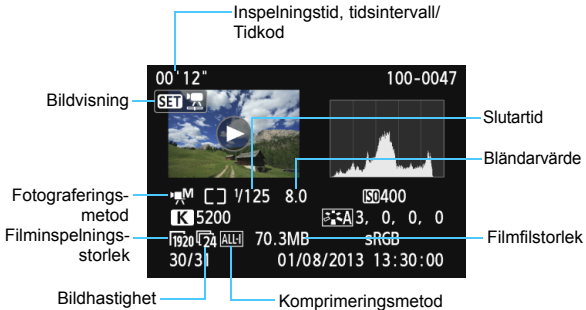 Inspelningstid, tidsintervall/
Tidkod
00'12"
100-0047
Bildvisning
SET
Slutartid
Bländarvärde
Fotograferings-
metod
M 1/125 8.0 ISO400
K 5200
A 3, 0, 0, 0
Filminspelnings-
storlek
1920 24 ALL-I 70.3MB sRGB
Filmfilstorlek
30/31 01/08/2013 13:30:00
Bildhastighet
Komprimeringsmetod